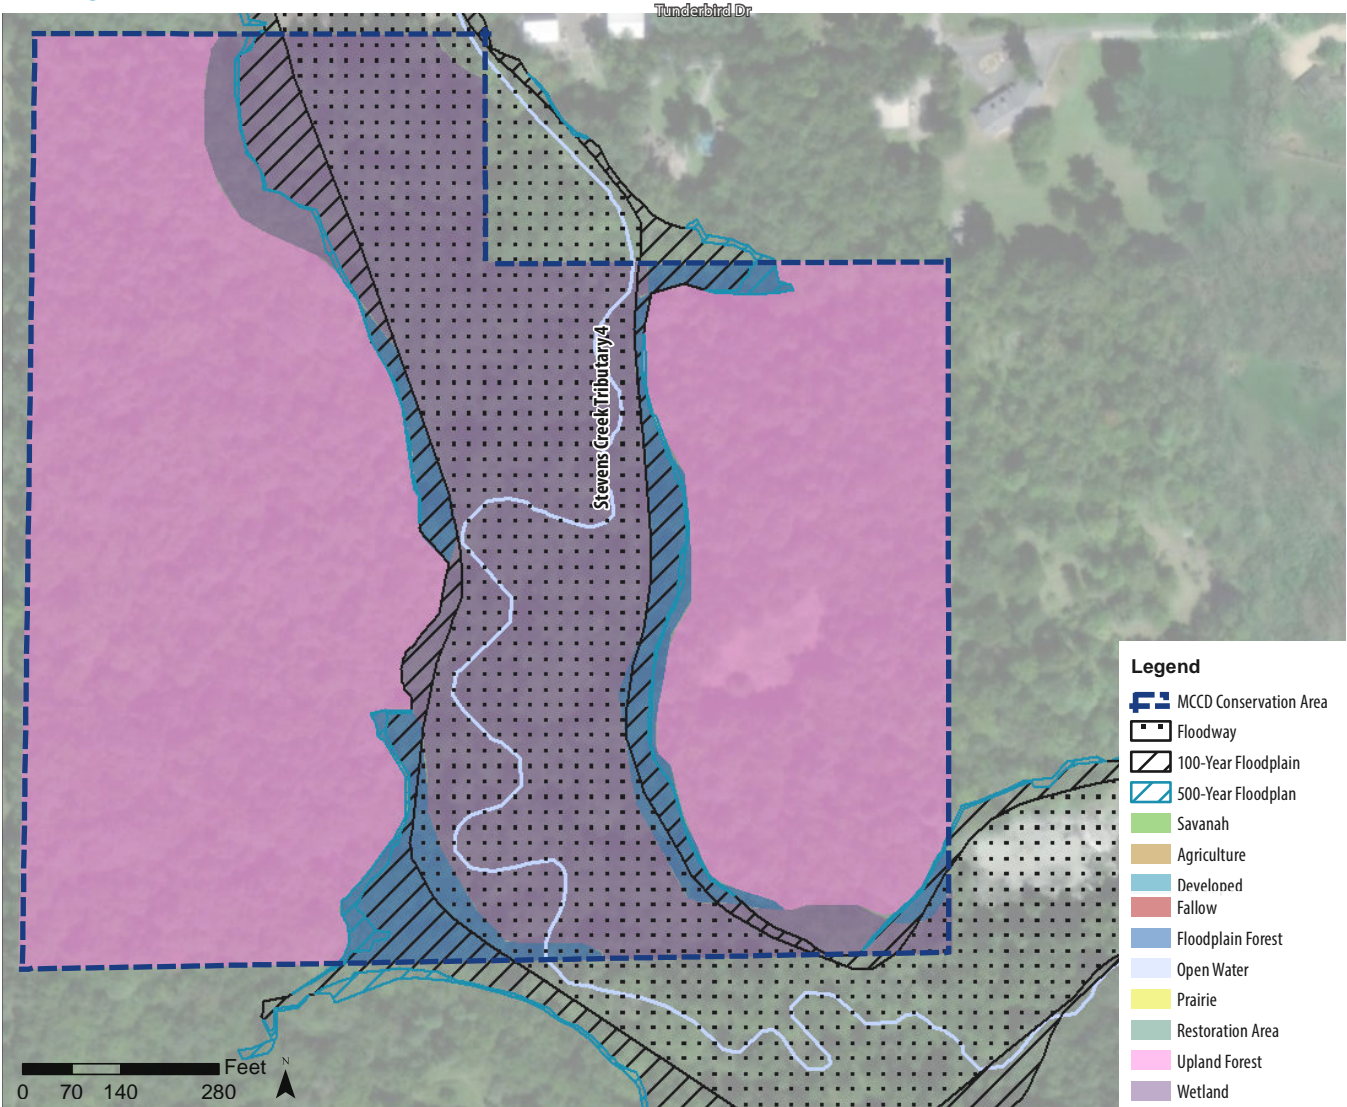 Tunderbird Dr
Stevens Creek Tributary 4
Legend
MCCD Conservation Area
Floodway
100-Year Floodplain
500-Year Floodplan
Savanah
Agriculture
Developed
Fallow
Floodplain Forest
Open Water
Prairie
Restoration Area
Upland Forest
Wetland
Feet
0 70 140 280
N